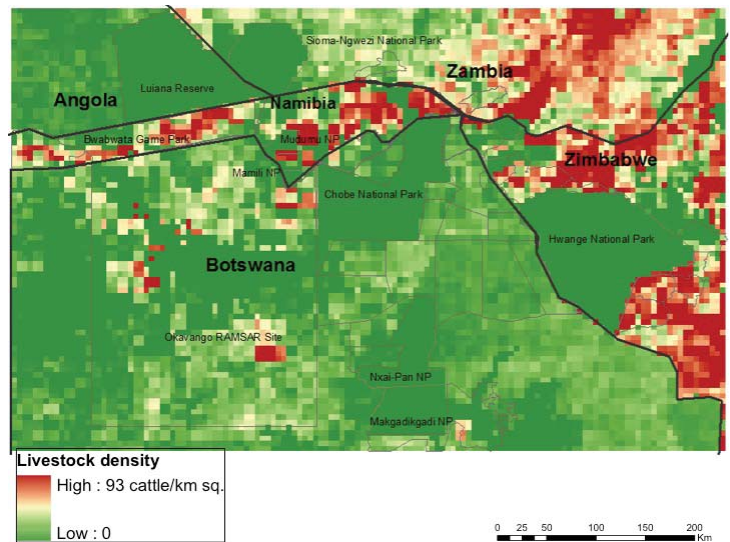 Sioma-Ngwezi National Park
Zambia
Luiana Reserve
Angola
Namibia
Bwabwata Game Park
Mudumu NP
Zimbabwe
Mamili NP
Chobe National Park
Hwange National Park
Botswana
Okavango RAMSAR Site
Nxai-Pan NP
Makgadikgadi NP
Livestock density
High : 93 cattle/km sq.
Low : 0
0 25 50 100 150 200
Km